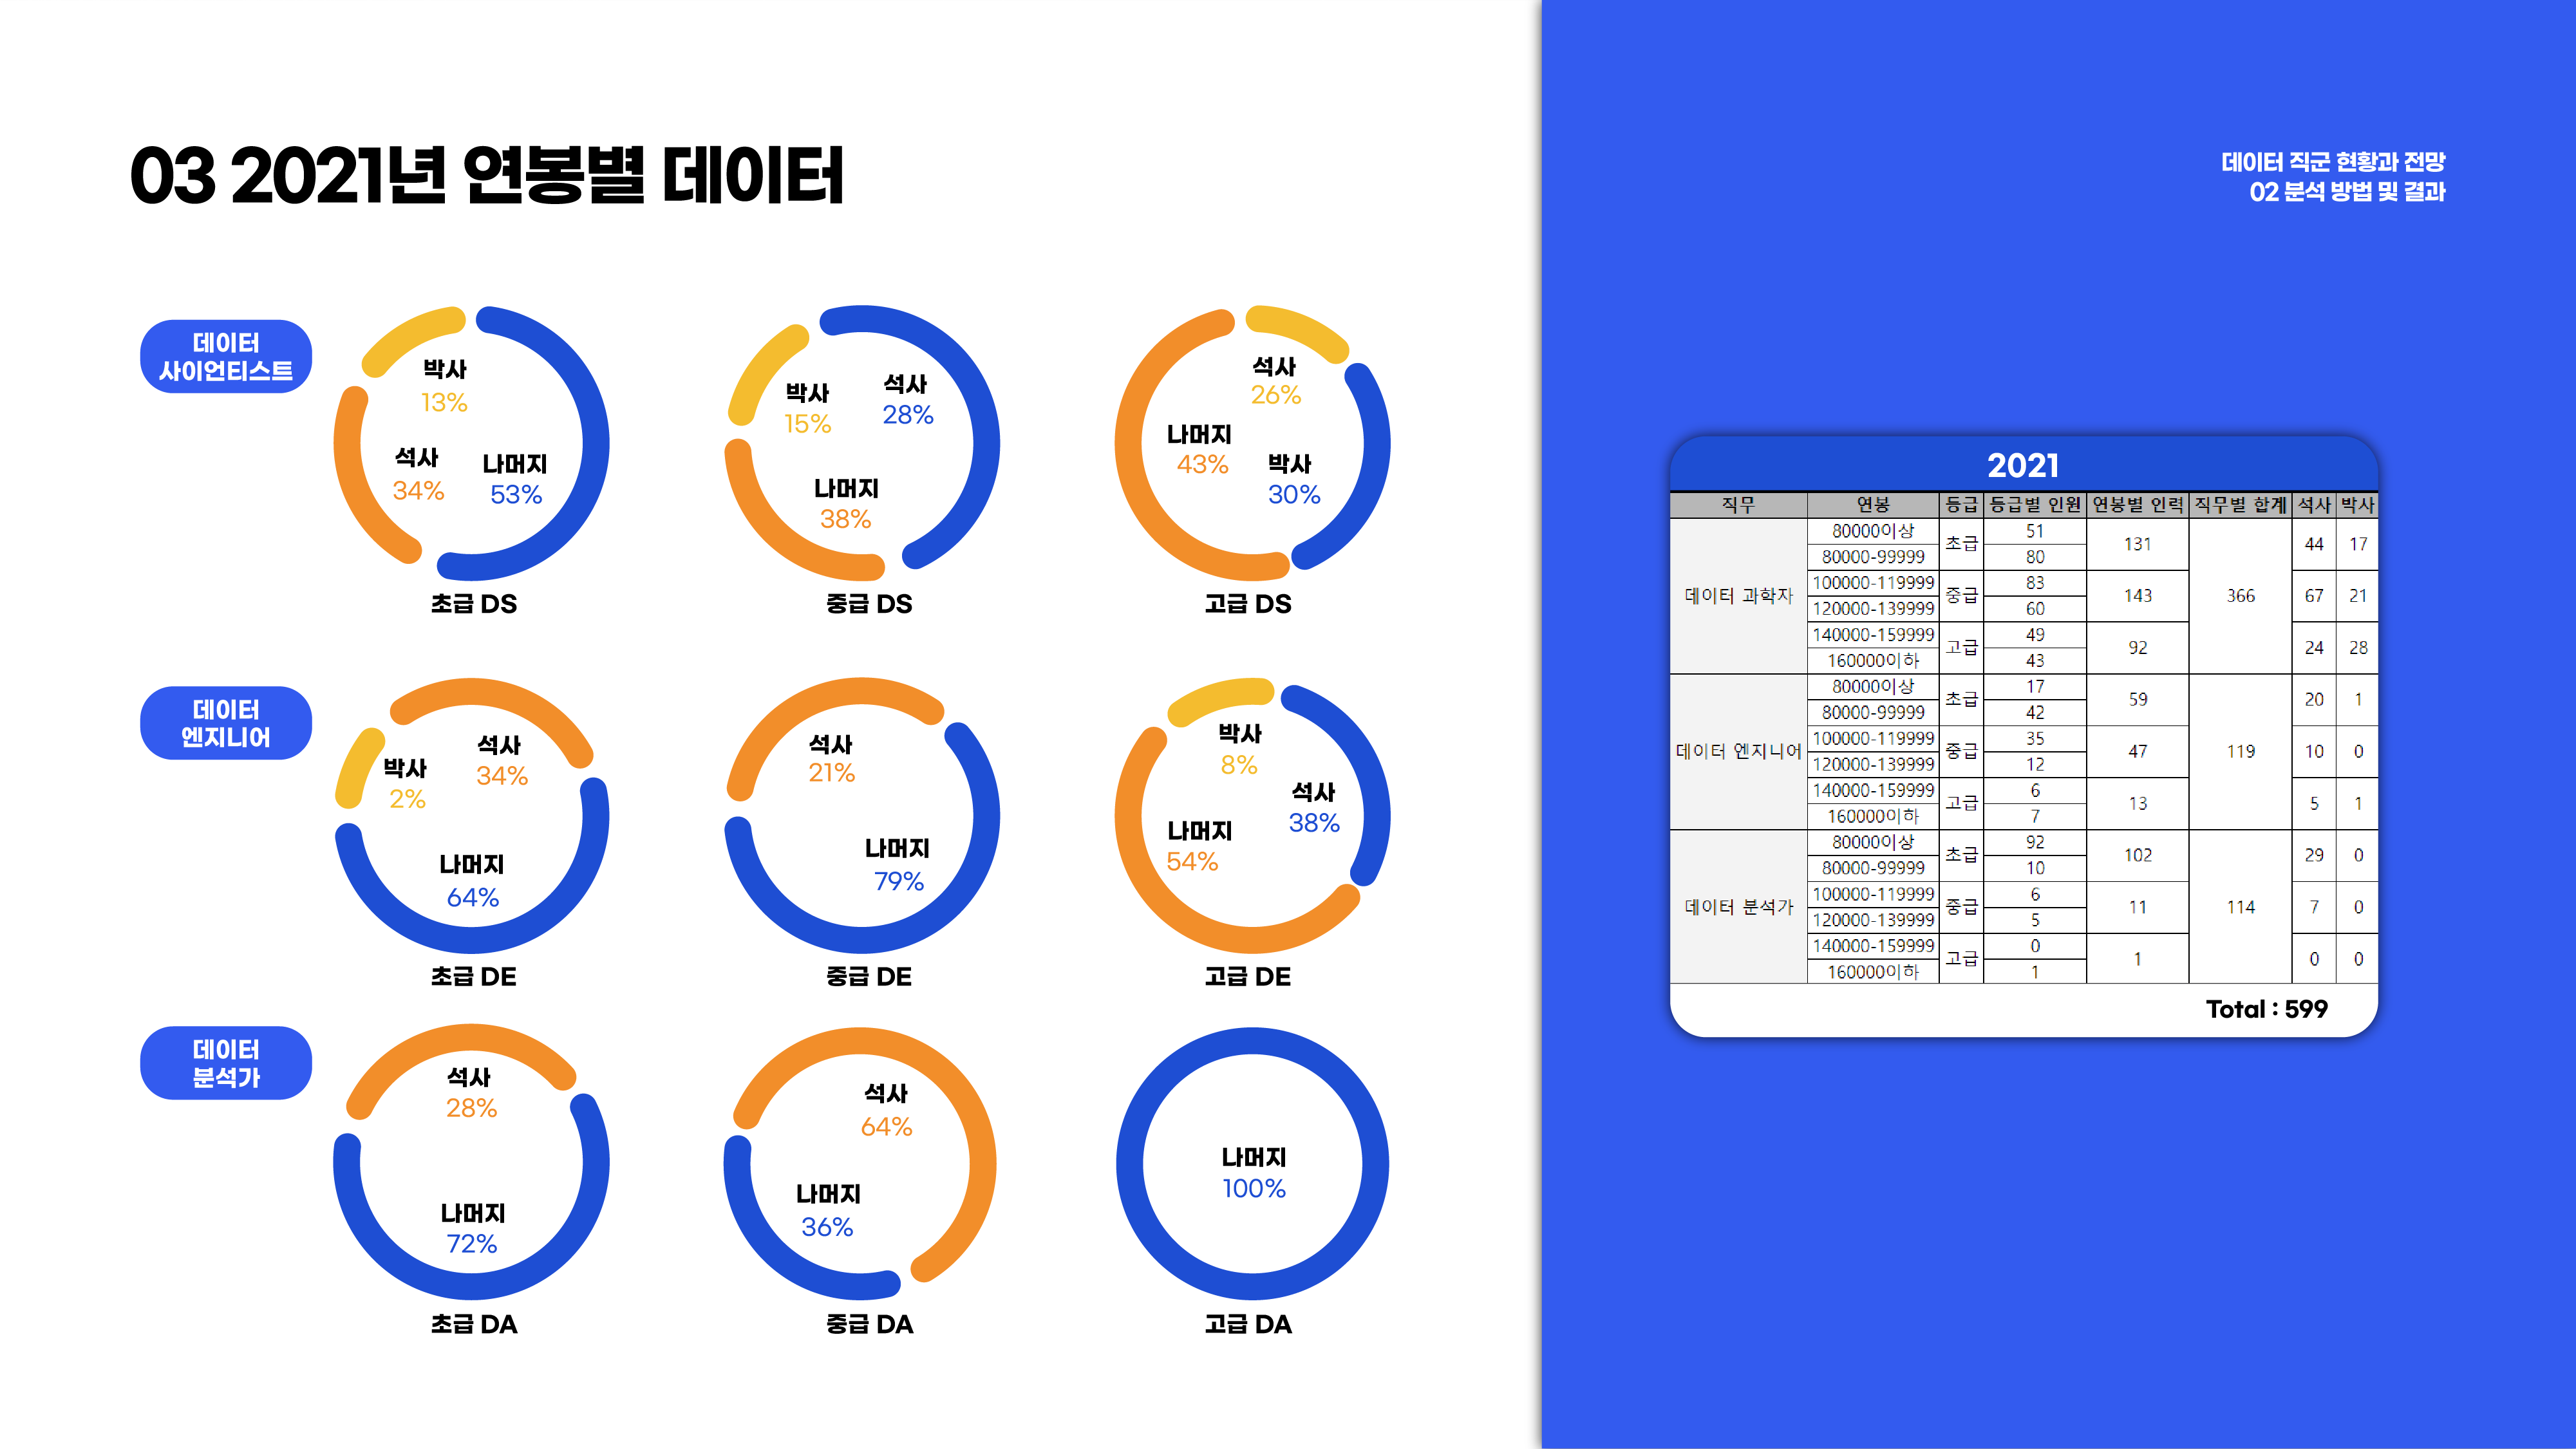 03 2021년 연봉별 데이터
데이터 직군 현황과 전망
02 분석 방법 및 결과
데이터
사이언티스트
박사
13%
석사
34%
나머지
53%
초급 DS
박사
15%
석사
28%
나머지
38%
중급 DS
석사
26%
나머지
43%
박사
30%
고급 DS
데이터
엔지니어
박사
2%
석사
34%
나머지
64%
초급 DE
석사
21%
나머지
79%
중급 DE
박사
8%
석사
38%
나머지
54%
고급 DE
데이터
분석가
석사
28%
나머지
72%
초급 DA
석사
64%
나머지
36%
중급 DA
나머지
100%
고급 DA
2021
직무 연봉 등급 등급별 인원 연봉별 인력 직무별 합계 석사 박사
데이터 과학자 80000이상 초급 51 131 366 44 17
80000-99999 80
100000-119999 중급 83 143 67 21
120000-139999 60
140000-159999 고급 49 92 24 28
160000이하 43
데이터 엔지니어 80000이상 초급 17 59 119 20 1
80000-99999 42
100000-119999 중급 35 47 10 0
120000-139999 12
140000-159999 고급 6 13 5 1
160000이하 7
데이터 분석가 80000이상 초급 92 102 114 29 0
80000-99999 10
100000-119999 중급 6 11 7 0
120000-139999 5
140000-159999 고급 0 1 0 0
160000이하 1
Total : 599